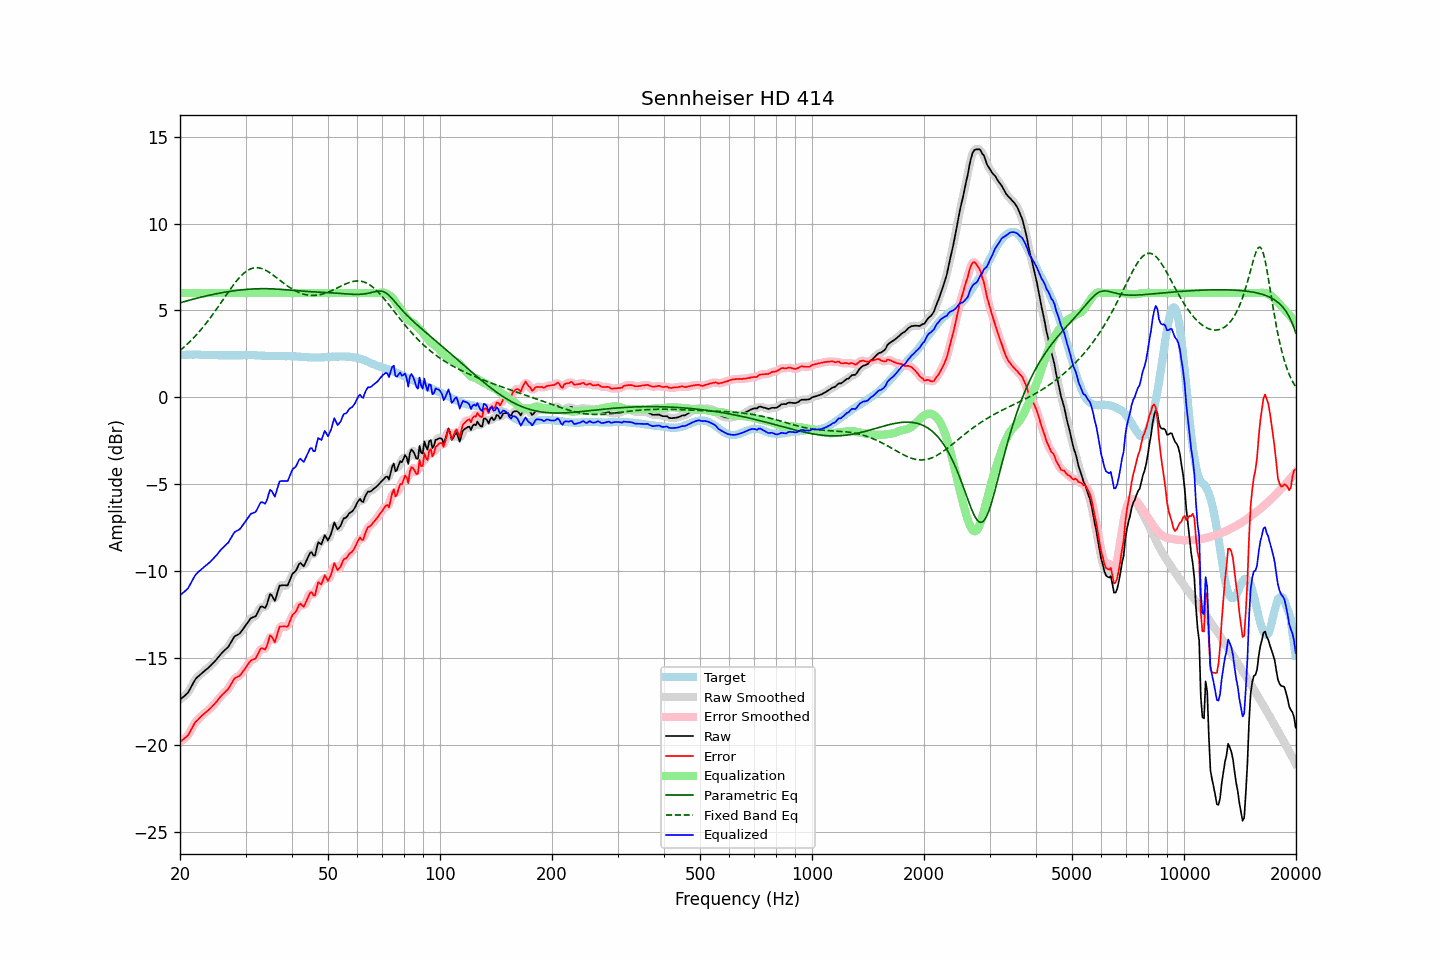 Sennheiser HD 414
Amplitude (dBr)
15
10
5
0
−5
−10
−15
−20
−25
Target
Raw Smoothed
Error Smoothed
Raw
Error
Equalization
Parametric Eq
Fixed Band Eq
Equalized
20
50
100
200
500
1000
2000
5000
10000
20000
Frequency (Hz)